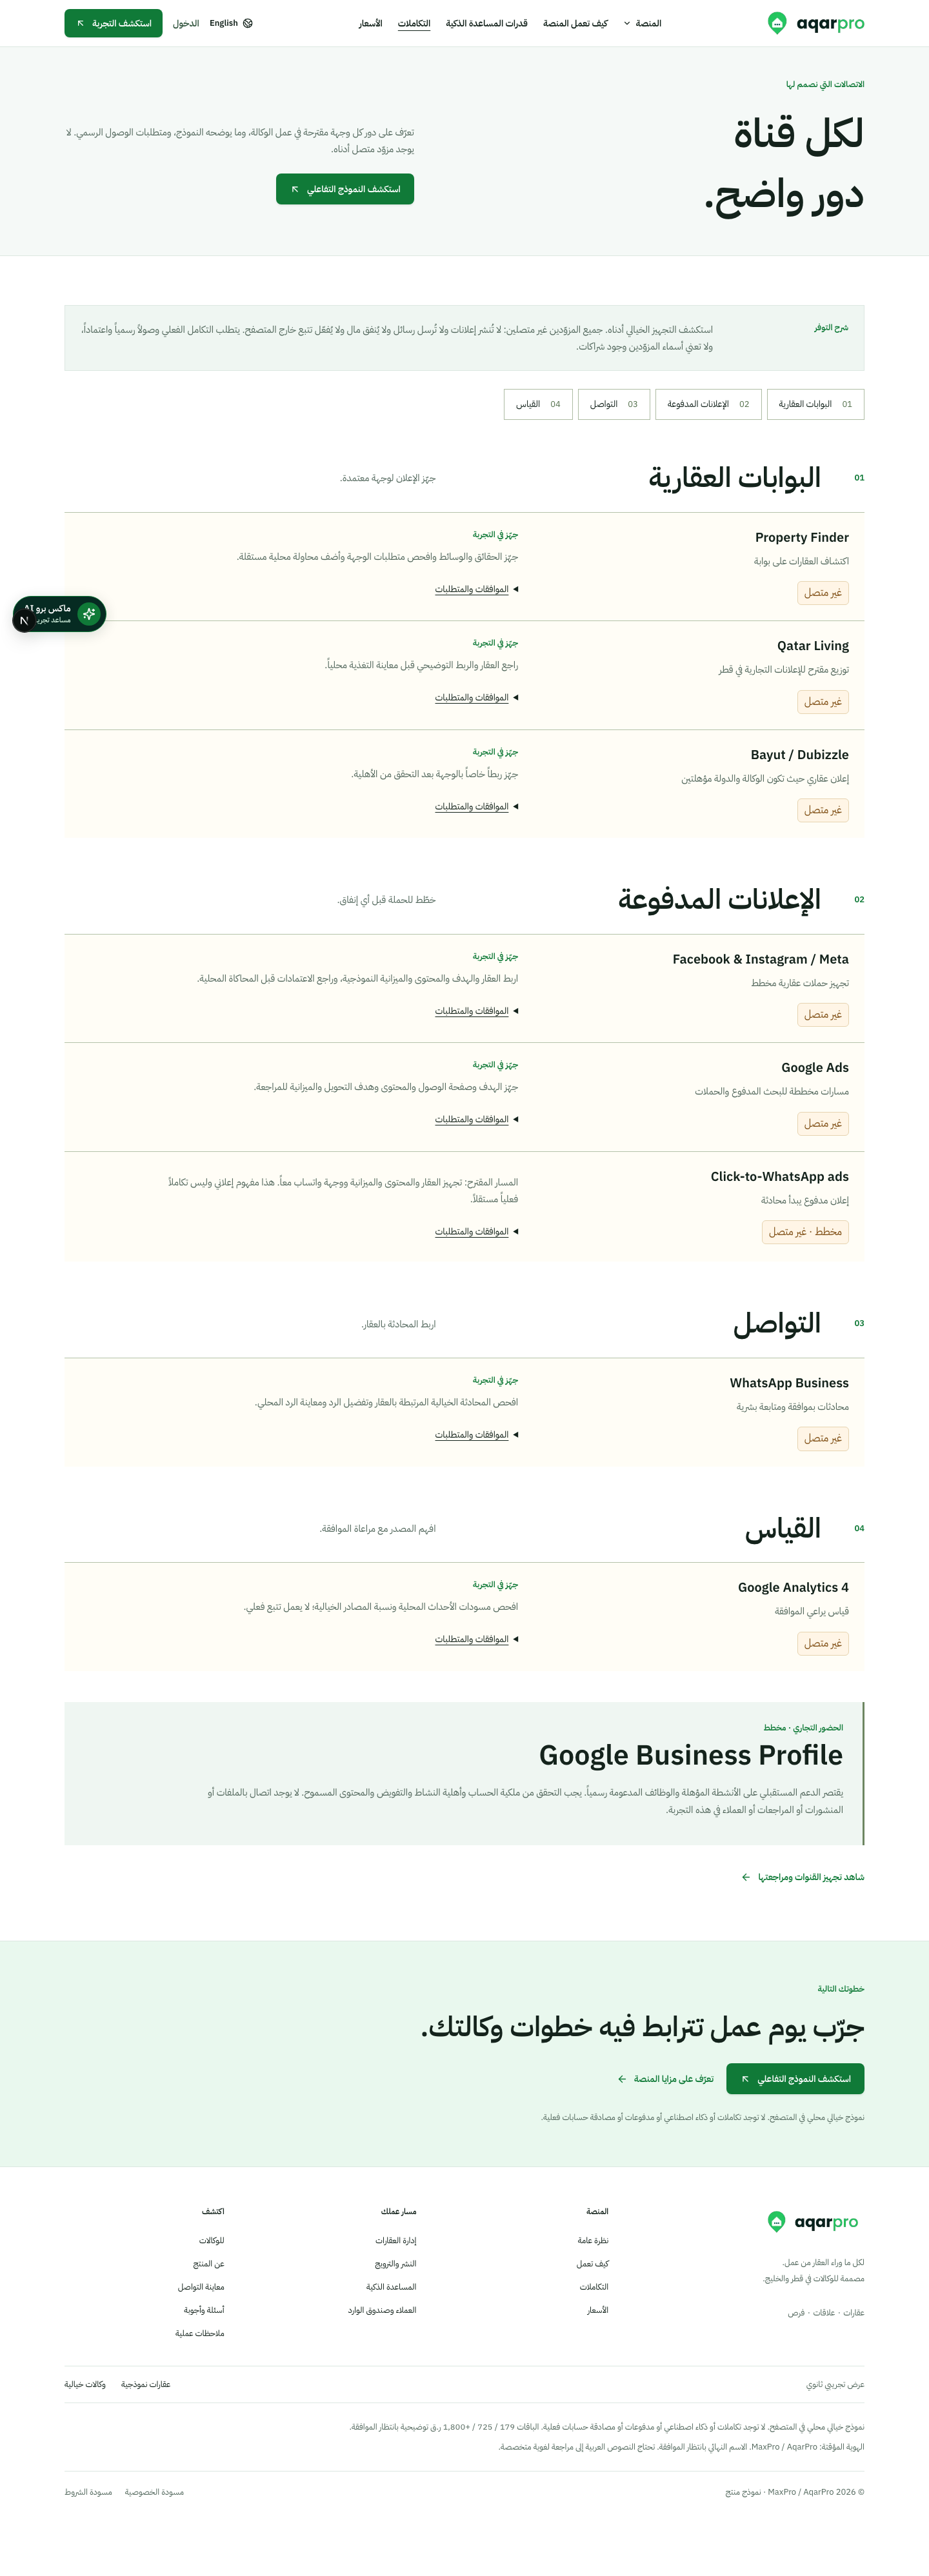 aqarpro
المنصة
كيف تعمل المنصة
قدرات المساعدة الذكية
التكاملات
الأسعار
English
الدخول
استكشف التجربة
الاتصالات التي نصمم لها
لكل قناة
دور واضح.
تعرّف على دور كل وجهة مقترحة في عمل الوكالة، وما يوضحه النموذج، ومتطلبات الوصول الرسمي. لا
يوجد مزوّد متصل أدناه.
استكشف النموذج التفاعلي
شرح التوفر
استكشف التجهيز الخيالي أدناه. جميع المزوّدين غير متصلين: لا تُنشر إعلانات ولا تُرسل رسائل ولا يُنفق مال ولا يُفعّل تتبع خارج المتصفح. يتطلب التكامل الفعلي وصولاً رسمياً واعتماداً،
ولا تعني أسماء المزوّدين وجود شراكات.
01 البوابات العقارية
02 الإعلانات المدفوعة
03 التواصل
04 القياس
01
البوابات العقارية
جهّز الإعلان لوجهة معتمدة.
Property Finder
اكتشاف العقارات على بوابة
غير متصل
جهّز في التجربة
جهّز الحقائق والوسائط وافحص متطلبات الوجهة وأضف محاولة محلية مستقلة.
الموافقات والمتطلبات
ماكس برو AI
مساعد تجري
Qatar Living
توزيع مقترح للإعلانات التجارية في قطر
غير متصل
جهّز في التجربة
راجع العقار والربط التوضيحي قبل معاينة التغذية محلياً.
الموافقات والمتطلبات
Bayut / Dubizzle
إعلان عقاري حيث تكون الوكالة والدولة مؤهلتين
غير متصل
جهّز في التجربة
جهّز ربطاً خاصاً بالوجهة بعد التحقق من الأهلية.
الموافقات والمتطلبات
02
الإعلانات المدفوعة
خطّط للحملة قبل أي إنفاق.
Facebook & Instagram / Meta
تجهيز حملات عقارية مخطط
غير متصل
جهّز في التجربة
اربط العقار والهدف والمحتوى والميزانية النموذجية، وراجع الاعتمادات قبل المحاكاة المحلية.
الموافقات والمتطلبات
Google Ads
مسارات مخططة للبحث المدفوع والحملات
غير متصل
جهّز في التجربة
جهّز الهدف وصفحة الوصول والمحتوى وهدف التحويل والميزانية للمراجعة.
الموافقات والمتطلبات
Click-to-WhatsApp ads
إعلان مدفوع يبدأ محادثة
مخطط · غير متصل
المسار المقترح: تجهيز العقار والمحتوى والميزانية ووجهة واتساب معاً. هذا مفهوم إعلاني وليس تكاملاً
فعلياً مستقلاً.
الموافقات والمتطلبات
03
التواصل
اربط المحادثة بالعقار.
WhatsApp Business
محادثات بموافقة ومتابعة بشرية
غير متصل
جهّز في التجربة
افحص المحادثة الخيالية المرتبطة بالعقار وتفضيل الرد ومعاينة الرد المحلي.
الموافقات والمتطلبات
04
القياس
افهم المصدر مع مراعاة الموافقة.
Google Analytics 4
قياس يراعي الموافقة
غير متصل
جهّز في التجربة
افحص مسودات الأحداث المحلية ونسبة المصادر الخيالية؛ لا يعمل تتبع فعلي.
الموافقات والمتطلبات
الحضور التجاري · مخطط
Google Business Profile
يقتصر الدعم المستقبلي على الأنشطة المؤهلة والوظائف المدعومة رسمياً. يجب التحقق من ملكية الحساب وأهلية النشاط والتفويض والمحتوى المسموح. لا يوجد اتصال بالملفات أو
المنشورات أو المراجعات أو العملاء في هذه التجربة.
شاهد تجهيز القنوات ومراجعتها
خطوتك التالية
جرّب يوم عمل تترابط فيه خطوات وكالتك.
استكشف النموذج التفاعلي
تعرّف على مزايا المنصة
نموذج خيالي محلي في المتصفح. لا توجد تكاملات أو ذكاء اصطناعي أو مدفوعات أو مصادقة حسابات فعلية.
aqarpro
لكل ما وراء العقار من عمل.
مصممة للوكالات في قطر والخليج.
عقارات · علاقات · فرص
المنصة
نظرة عامة
كيف تعمل
التكاملات
الأسعار
مسار عملك
إدارة العقارات
النشر والترويج
المساعدة الذكية
العملاء وصندوق الوارد
اكتشف
للوكالات
عن المنتج
معاينة التواصل
أسئلة وأجوبة
ملاحظات عملية
عرض تجريبي ثانوي
عقارات نموذجية
وكالات خيالية
نموذج خيالي محلي في المتصفح. لا توجد تكاملات أو ذكاء اصطناعي أو مدفوعات أو مصادقة حسابات فعلية. الباقات 179 / 725 / +1,800 ر.ق توضيحية بانتظار الموافقة.
الهوية المؤقتة: MaxPro / AqarPro. الاسم النهائي بانتظار الموافقة. تحتاج النصوص العربية إلى مراجعة لغوية متخصصة.
© 2026 MaxPro / AqarPro · نموذج منتج
مسودة الخصوصية
مسودة الشروط